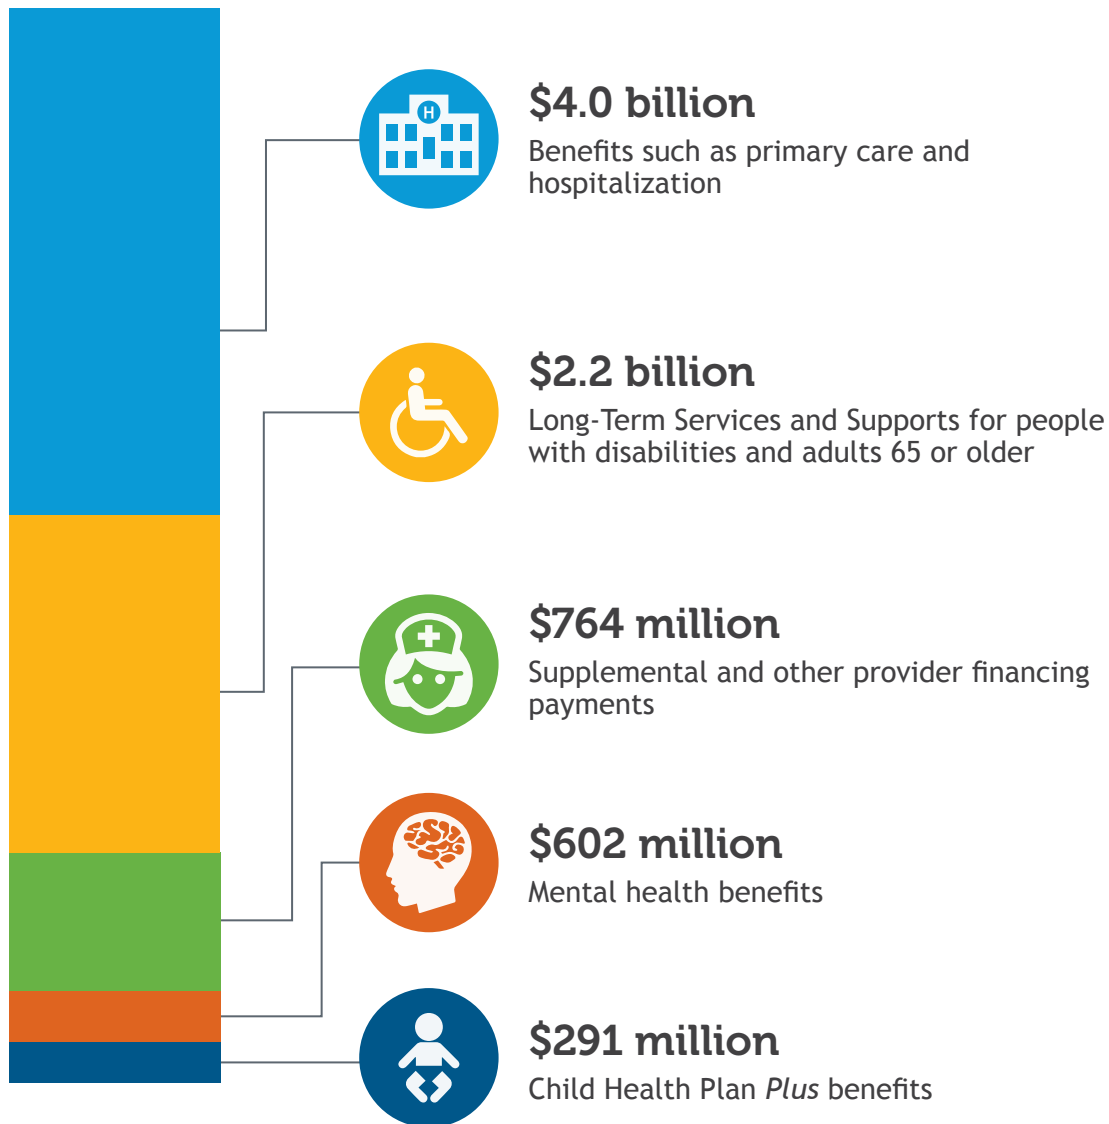 H
$4.0 billion
Benefits such as primary care and
hospitalization
$2.2 billion
Long-Term Services and Supports for people
with disabilities and adults 65 or older
$764 million
Supplemental and other provider financing
payments
$602 million
Mental health benefits
$291 million
Child Health Plan Plus benefits